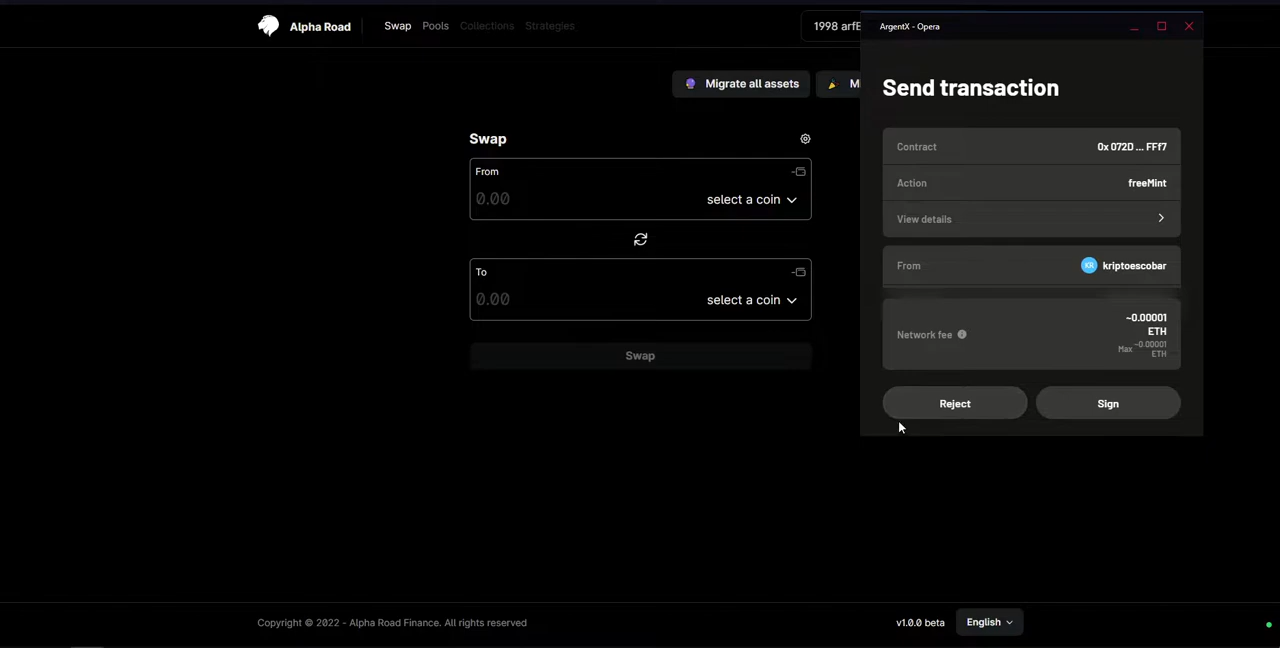 Alpha Road
Swap
Pools
Collections
Strategies
1998 arfE
Migrate all assets
Mi
Swap
From
0.00
select a coin
To
0.00
select a coin
Swap
ArgentX - Opera
Send transaction
Contract
0x 072D ... FFf7
Action
freeMint
View details
From
KR
kriptoescobar
Network fee
~0.00001
ETH
Max ~0.00001
ETH
Reject
Sign
Copyright © 2022 - Alpha Road Finance. All rights reserved
v1.0.0 beta
English